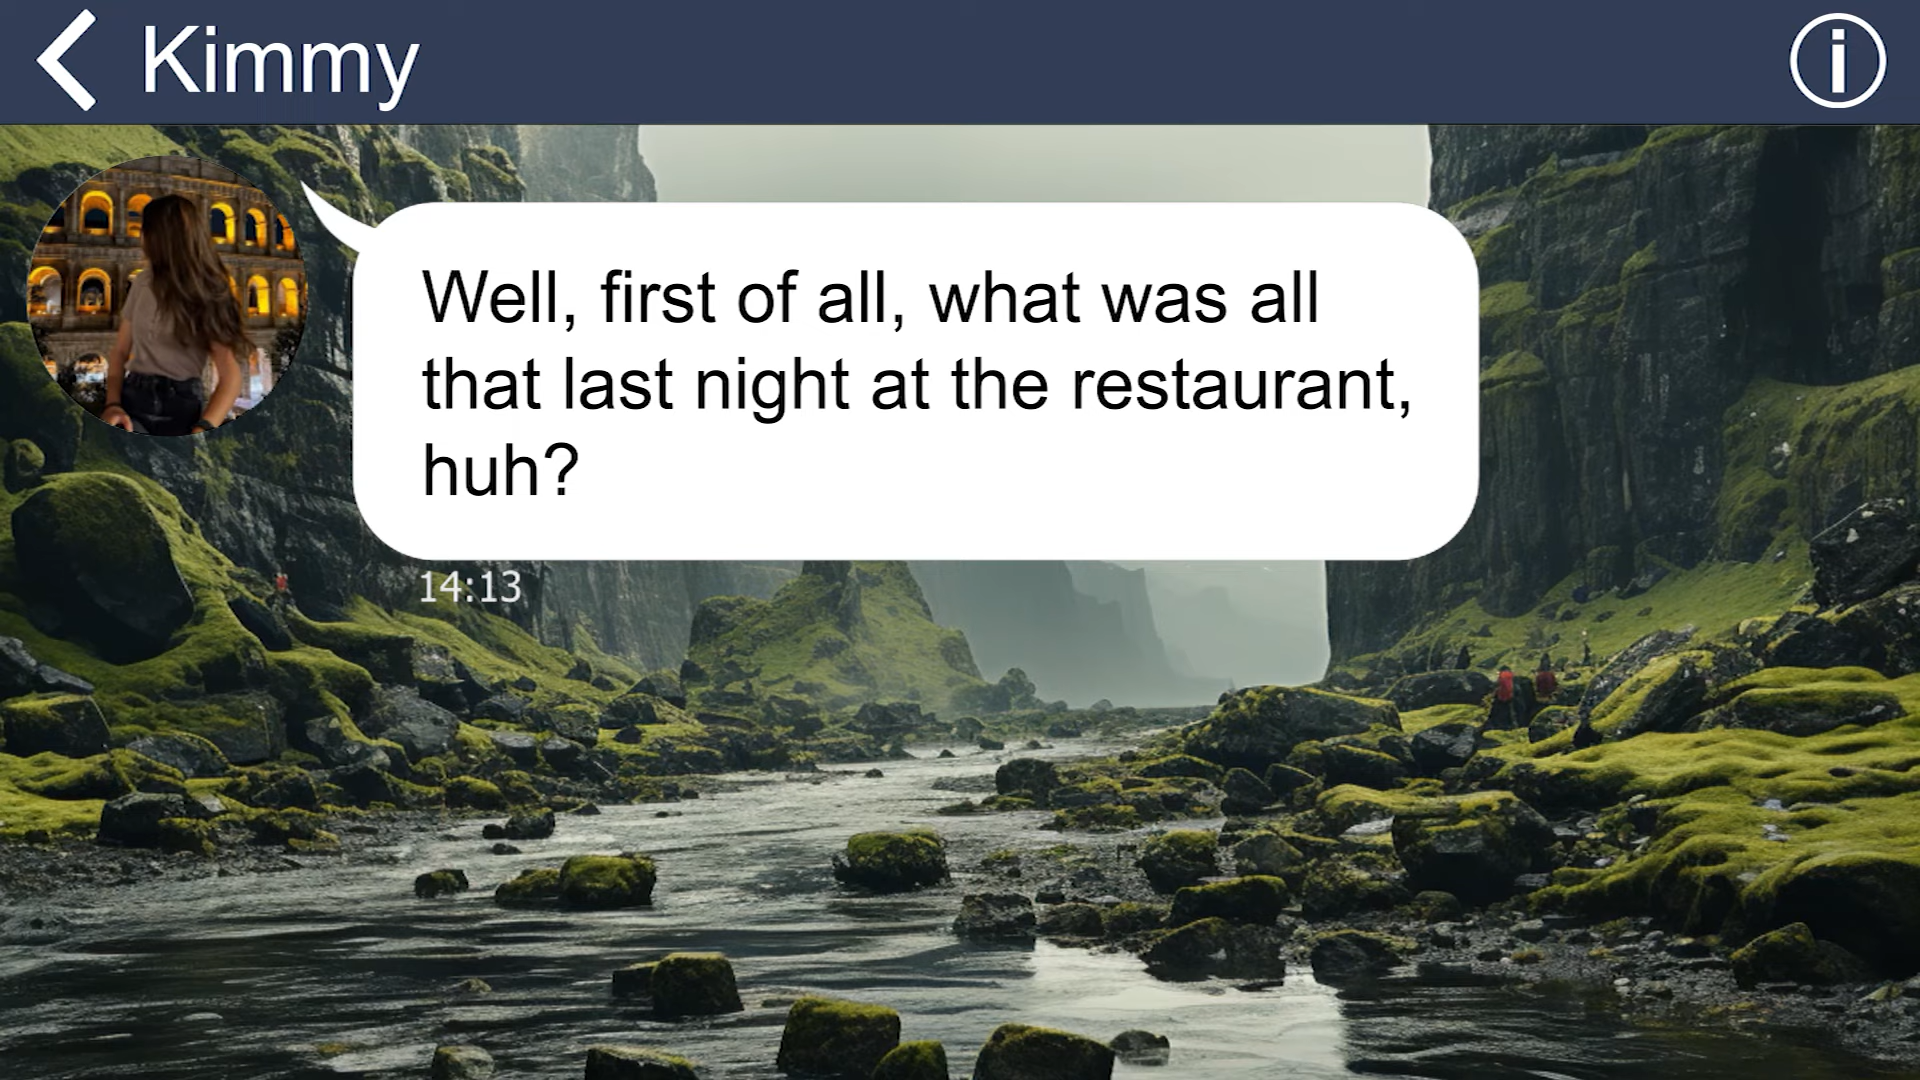 Kimmy
Well, first of all, what was all
that last night at the restaurant,
huh?
14:13